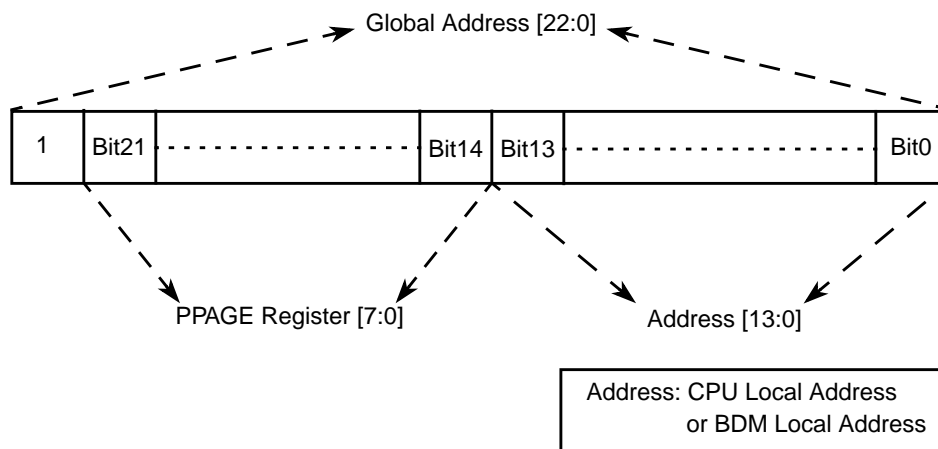 Global Address [22:0]
1 Bit21 Bit14 Bit13 Bit0
PPAGE Register [7:0]
Address [13:0]
Address: CPU Local Address
or BDM Local Address